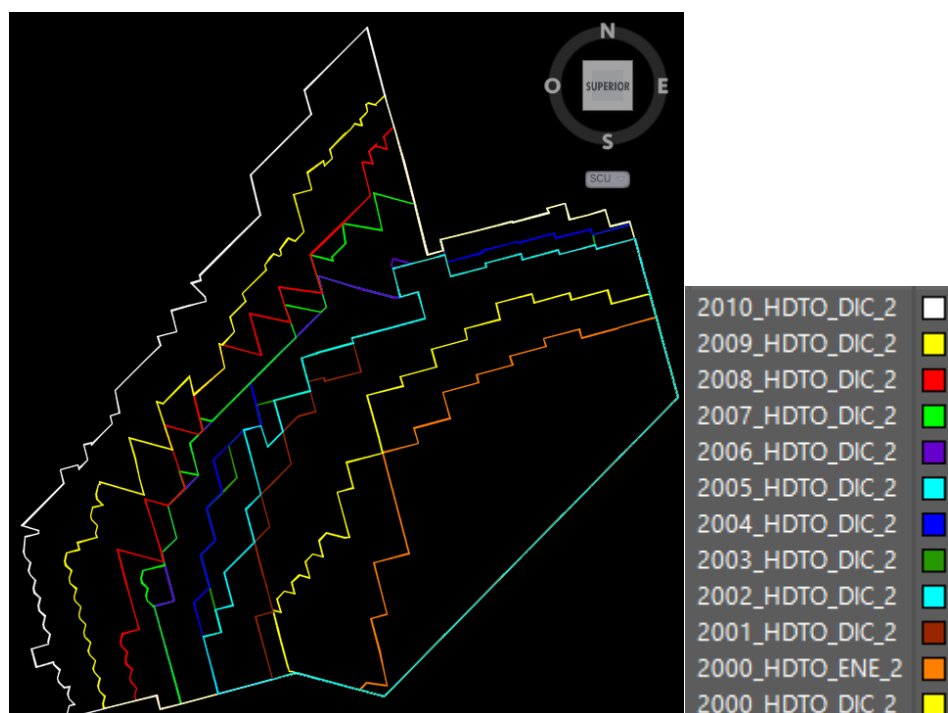 N
O
SUPERIOR
E
S
SCU
2010_HDTO_DIC_2
2009_HDTO_DIC_2
2008_HDTO_DIC_2
2007_HDTO_DIC_2
2006_HDTO_DIC_2
2005_HDTO_DIC_2
2004_HDTO_DIC_2
2003_HDTO_DIC_2
2002_HDTO_DIC_2
2001_HDTO_DIC_2
2000_HDTO_ENE_2
2000_HDTO_DIC_2